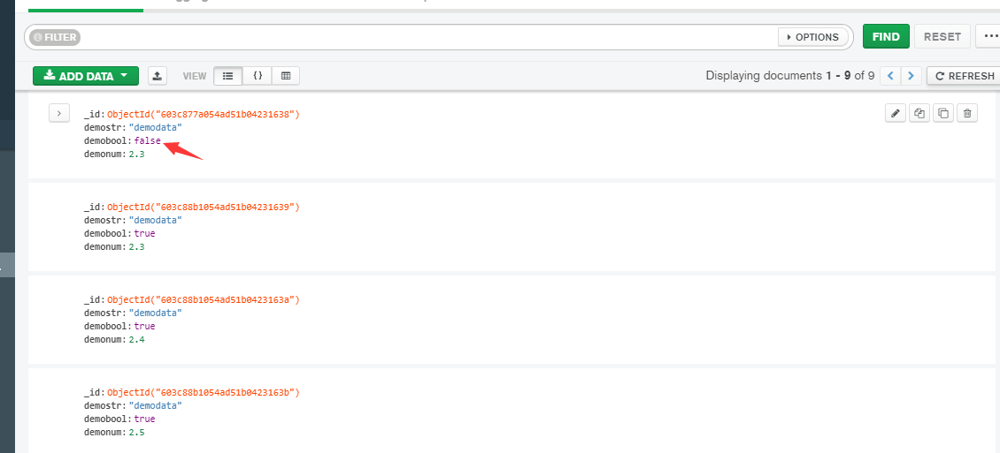 FILTER
OPTIONS
FIND
RESET
ADD DATA
VIEW
{}
Displaying documents 1 - 9 of 9
REFRESH
_id: ObjectId("603c877a054ad51b04231638")
demostr: "demodata"
demobool: false
demonum: 2.3
_id: ObjectId("603c88b1054ad51b04231639")
demostr: "demodata"
demobool: true
demonum: 2.3
_id: ObjectId("603c88b1054ad51b0423163a")
demostr: "demodata"
demobool: true
demonum: 2.4
_id: ObjectId("603c88b1054ad51b0423163b")
demostr: "demodata"
demobool: true
demonum: 2.5